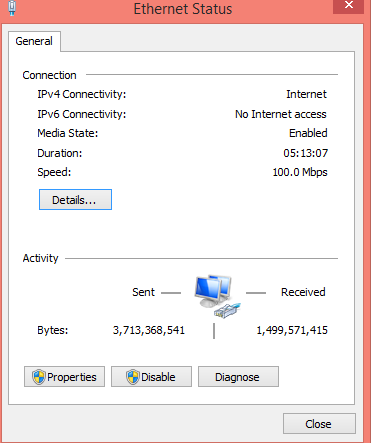 Ethernet Status
General
Connection
IPv4 Connectivity: Internet
IPv6 Connectivity: No Internet access
Media State: Enabled
Duration: 05:13:07
Speed: 100.0 Mbps
Details...
Activity
Sent Received
Bytes: 3,713,368,541 1,499,571,415
Properties Disable Diagnose
Close